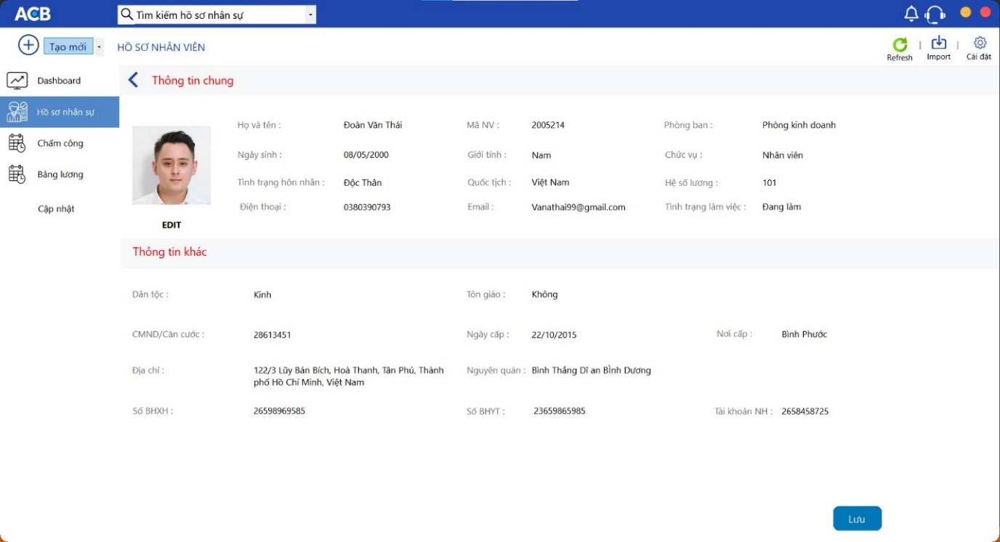 ACB
Tìm kiếm hồ sơ nhân sự
Tạo mới
HỒ SƠ NHÂN VIÊN
Refresh
Import
Cài đặt
Dashboard
Hồ sơ nhân sự
Chấm công
Bảng lương
Cập nhật
Thông tin chung
Họ và tên : Đoàn Văn Thái Mã NV : 2005214 Phòng ban : Phòng kinh doanh
Ngày sinh : 08/05/2000 Giới tính : Nam Chức vụ : Nhân viên
Tình trạng hôn nhân : Độc Thân Quốc tịch : Việt Nam Hệ số lương : 101
Điện thoại : 0380390793 Email : Vanathai99@gmail.com Tình trạng làm việc : Đang làm
EDIT
Thông tin khác
Dân tộc : Kinh Tôn giáo : Không
CMND/Căn cước : 28613451 Ngày cấp : 22/10/2015 Nơi cấp : Bình Phước
Địa chỉ : 122/3 Lũy Bán Bích, Hoà Thanh, Tân Phú, Thành Nguyên quán : Bình Thắng Dĩ an BÌnh Dương
phố Hồ Chí Minh, Việt Nam
Số BHXH : 26598969585 Số BHYT : 23659865985 Tài khoản NH : 2658458725
Lưu